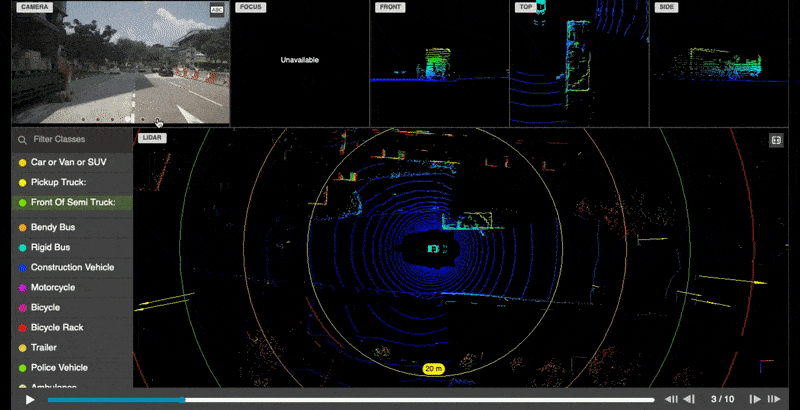 CAMERA
ABC
FOCUS
FRONT
TOP
SIDE
Unavailable
Filter Classes
LIDAR
Car or Van or SUV
Pickup Truck:
Front Of Semi Truck:
Bendy Bus
Rigid Bus
Construction Vehicle
Motorcycle
Bicycle
Bicycle Rack
Trailer
Police Vehicle
Ambulance
20 m
3 / 10